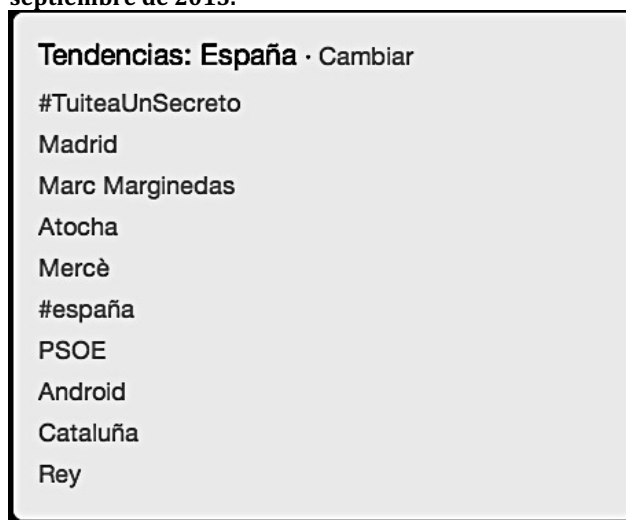 septiembre de 2013.
Tendencias: España · Cambiar
#TuiteaUnSecreto
Madrid
Marc Marginedas
Atocha
Mercè
#españa
PSOE
Android
Cataluña
Rey